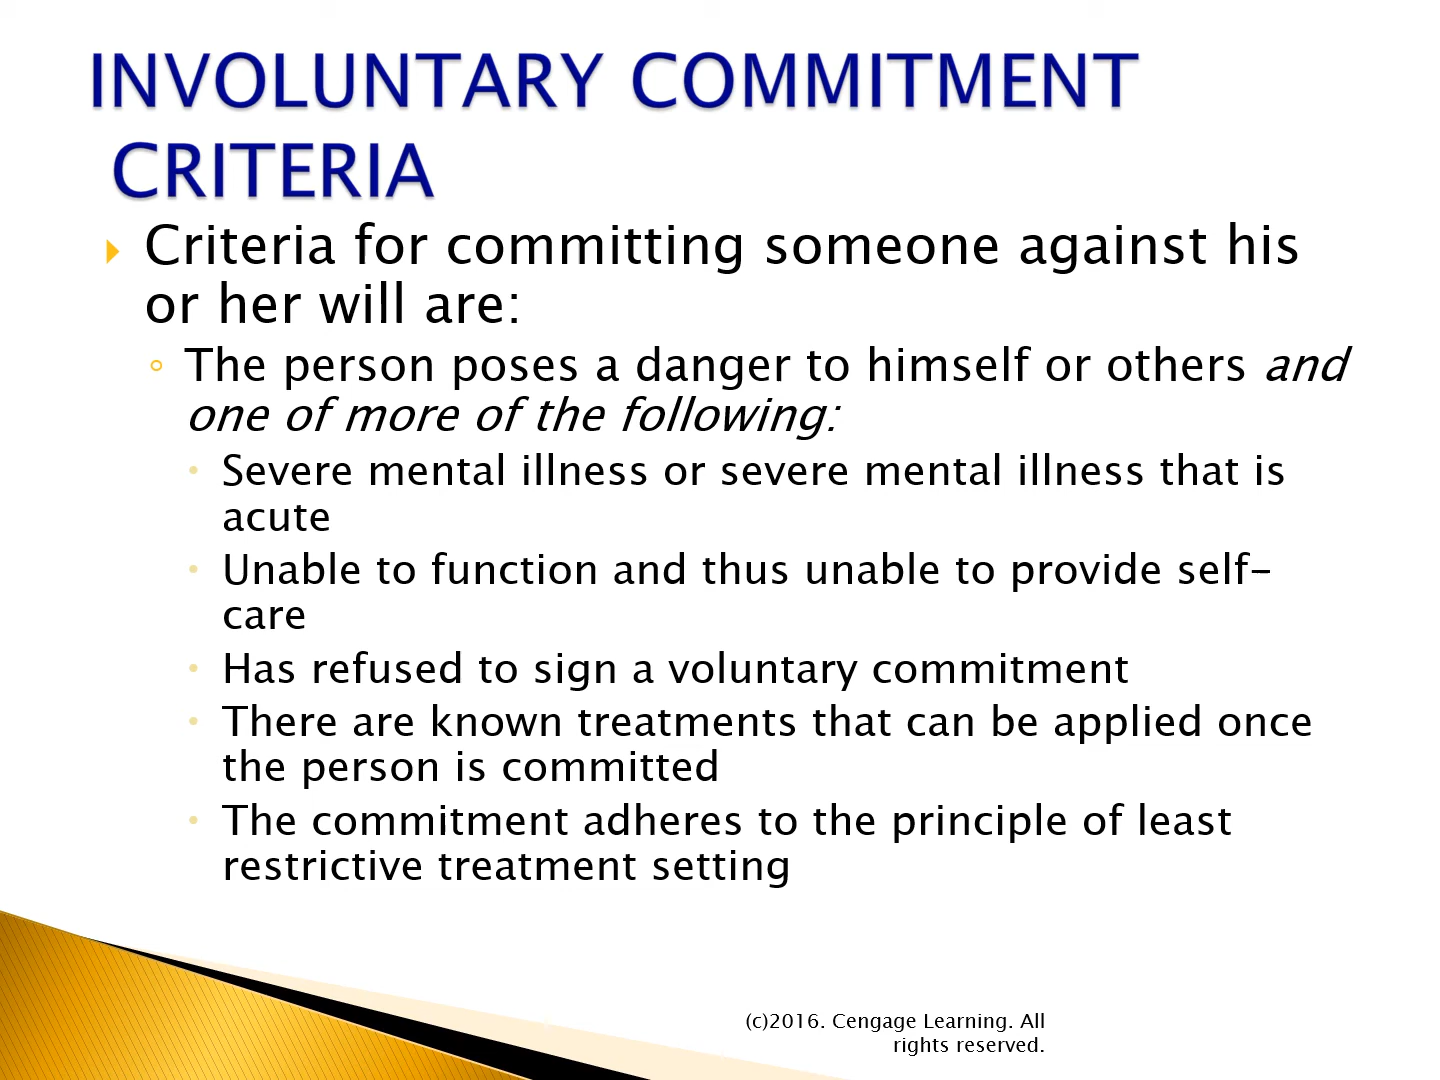 INVOLUNTARY COMMITMENT
CRITERIA
Criteria for committing someone against his
or her will are:
The person poses a danger to himself or others and
one of more of the following:
Severe mental illness or severe mental illness that is
acute
Unable to function and thus unable to provide self-
care
Has refused to sign a voluntary commitment
There are known treatments that can be applied once
the person is committed
The commitment adheres to the principle of least
restrictive treatment setting
(c)2016. Cengage Learning. All
rights reserved.